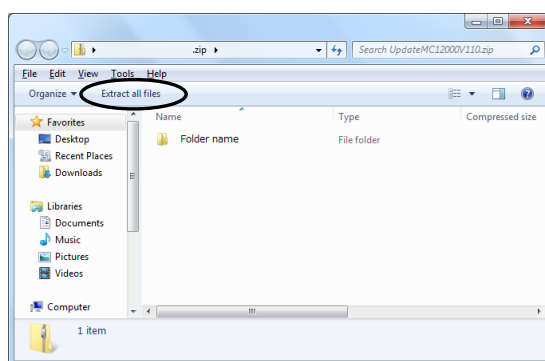 .zip
Search UpdateMC12000V110.zip
File Edit View Tools Help
Organize Extract all files
Name Type Compressed size
Favorites
Desktop
Recent Places
Downloads
Libraries
Documents
Music
Pictures
Videos
Computer
Folder name File folder
1 item